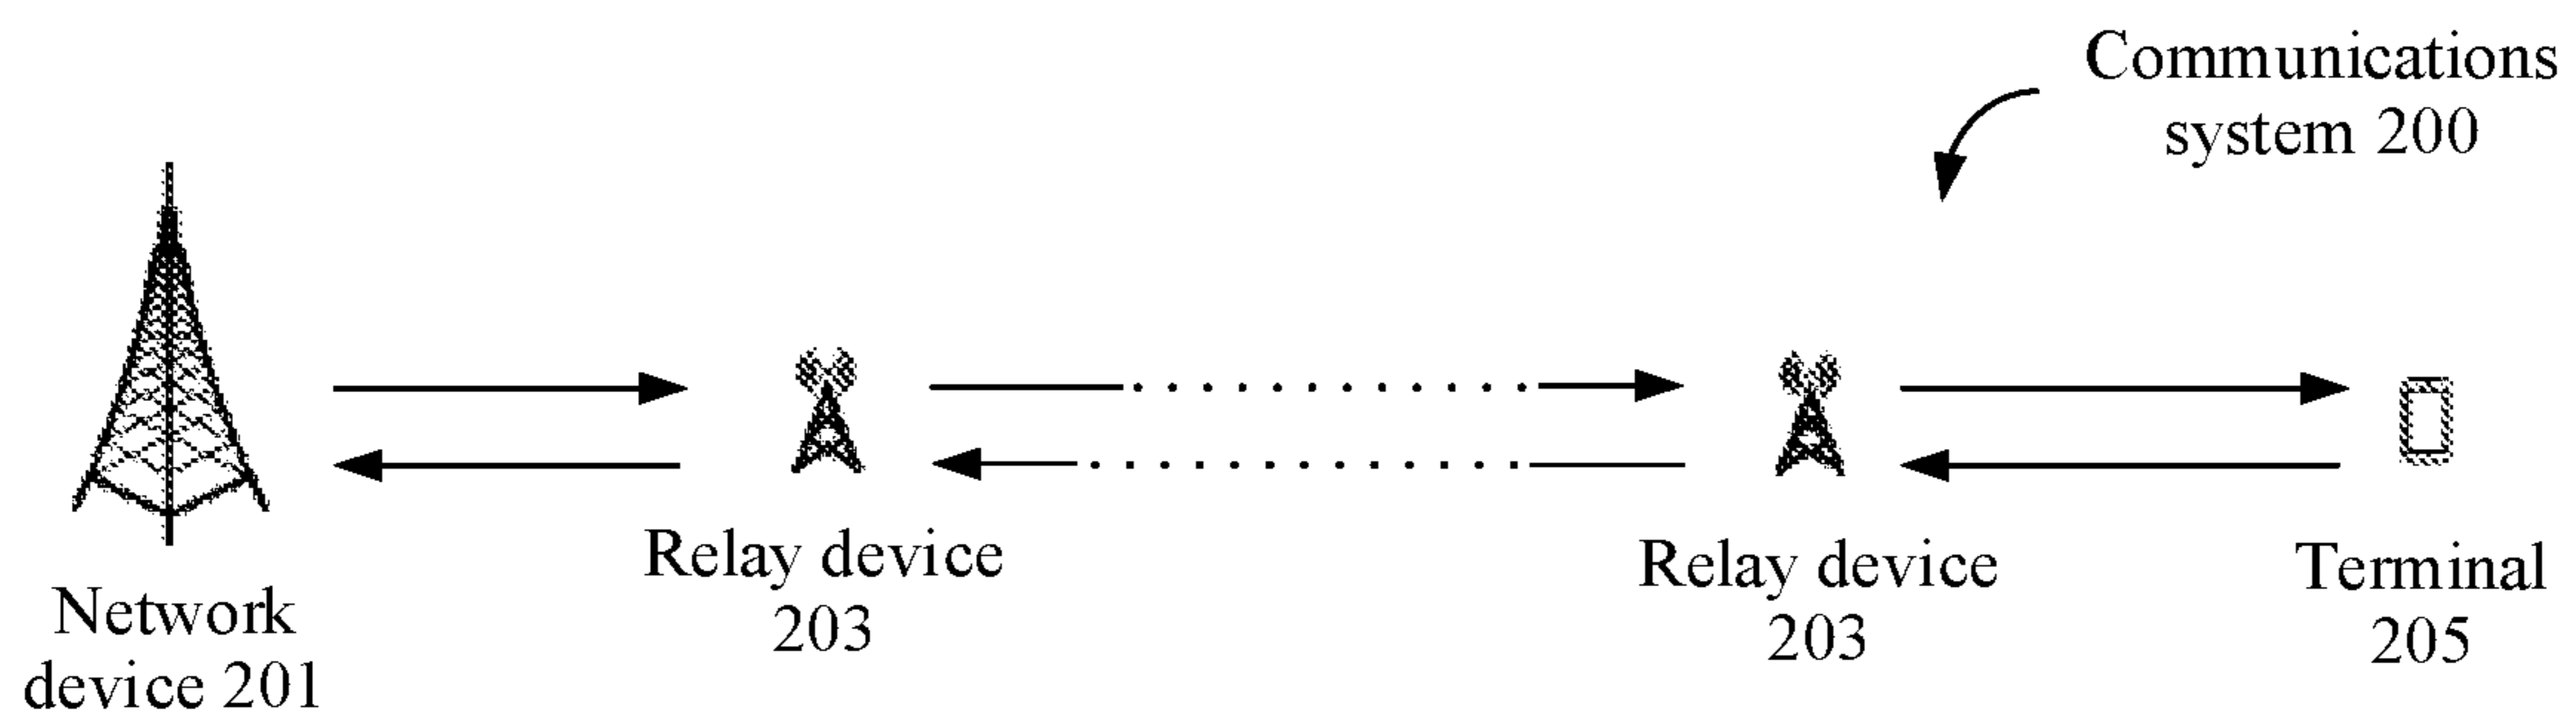 Communications
system 200
Network
device 201
Relay device
203
Relay device
203
Terminal
205